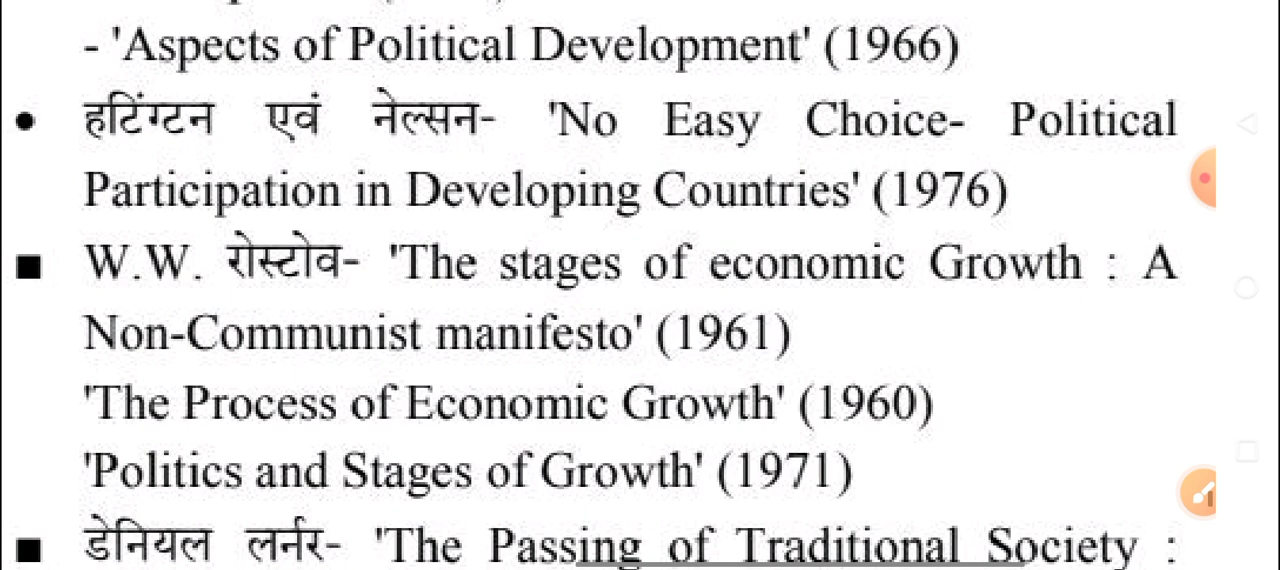 - 'Aspects of Political Development' (1966)
• हटिंग्टन एवं नेल्सन- 'No Easy Choice- Political
Participation in Developing Countries' (1976)
■ W.W. रोस्टोव- 'The stages of economic Growth : A
Non-Communist manifesto' (1961)
'The Process of Economic Growth' (1960)
'Politics and Stages of Growth' (1971)
■ डेनियल लर्नर- 'The Passing of Traditional Society :